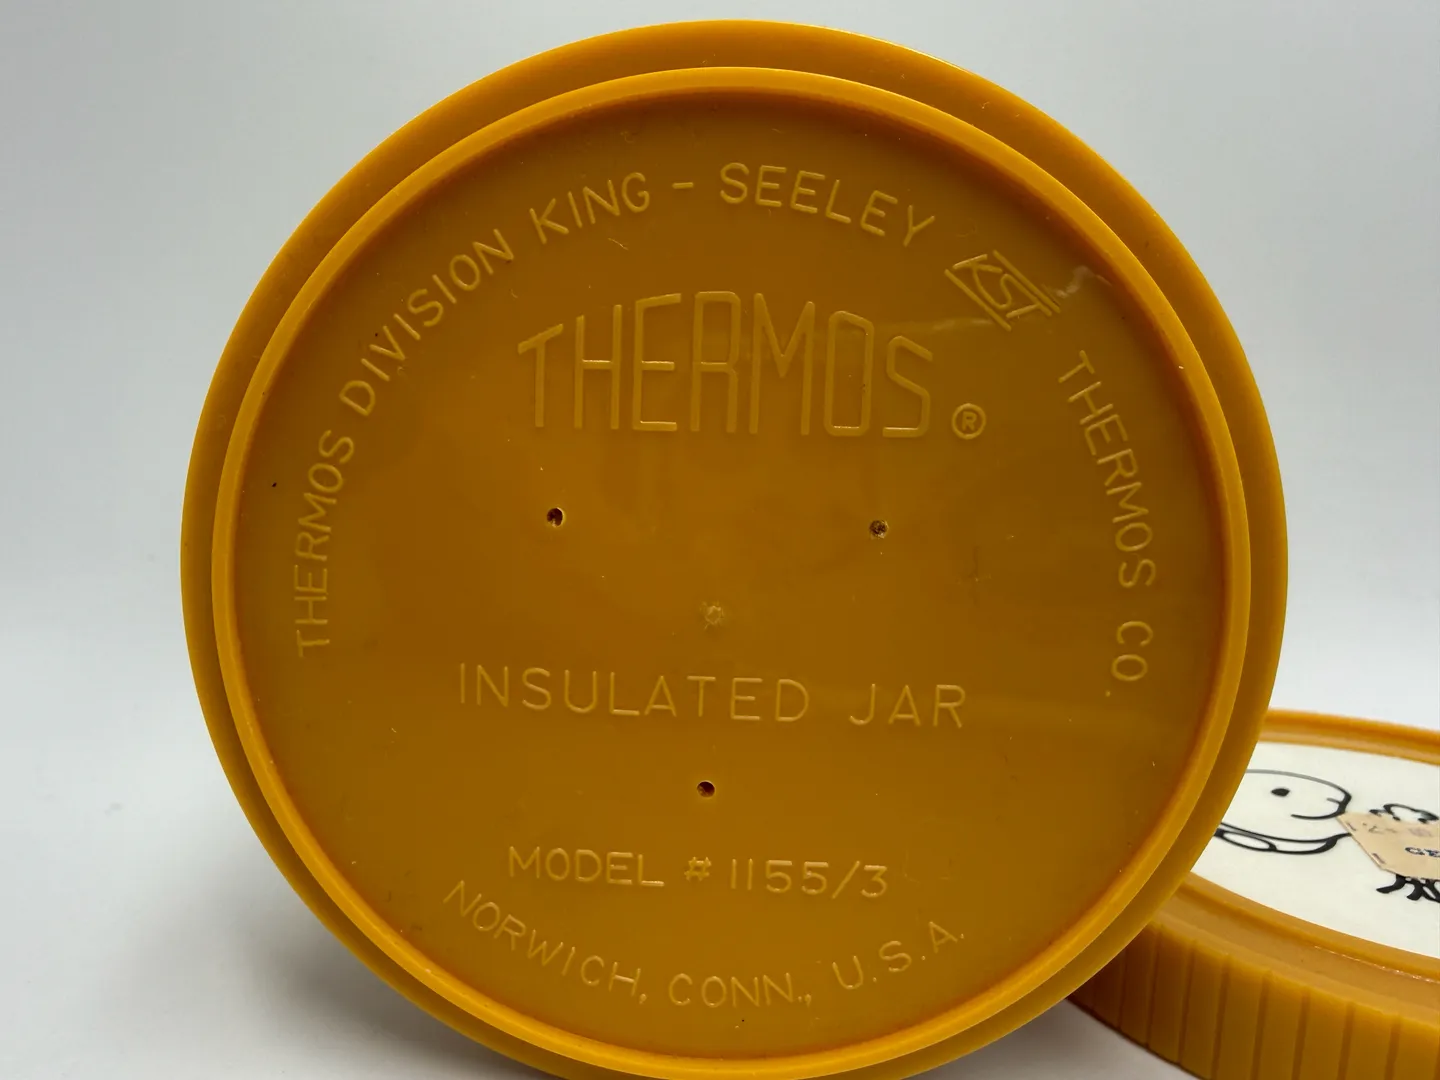 THERMOS DIVISION KING - SEELEY KST THERMOS CO.
THERMOS ®
INSULATED JAR
MODEL # 1155/3
NORWICH, CONN., U.S.A.